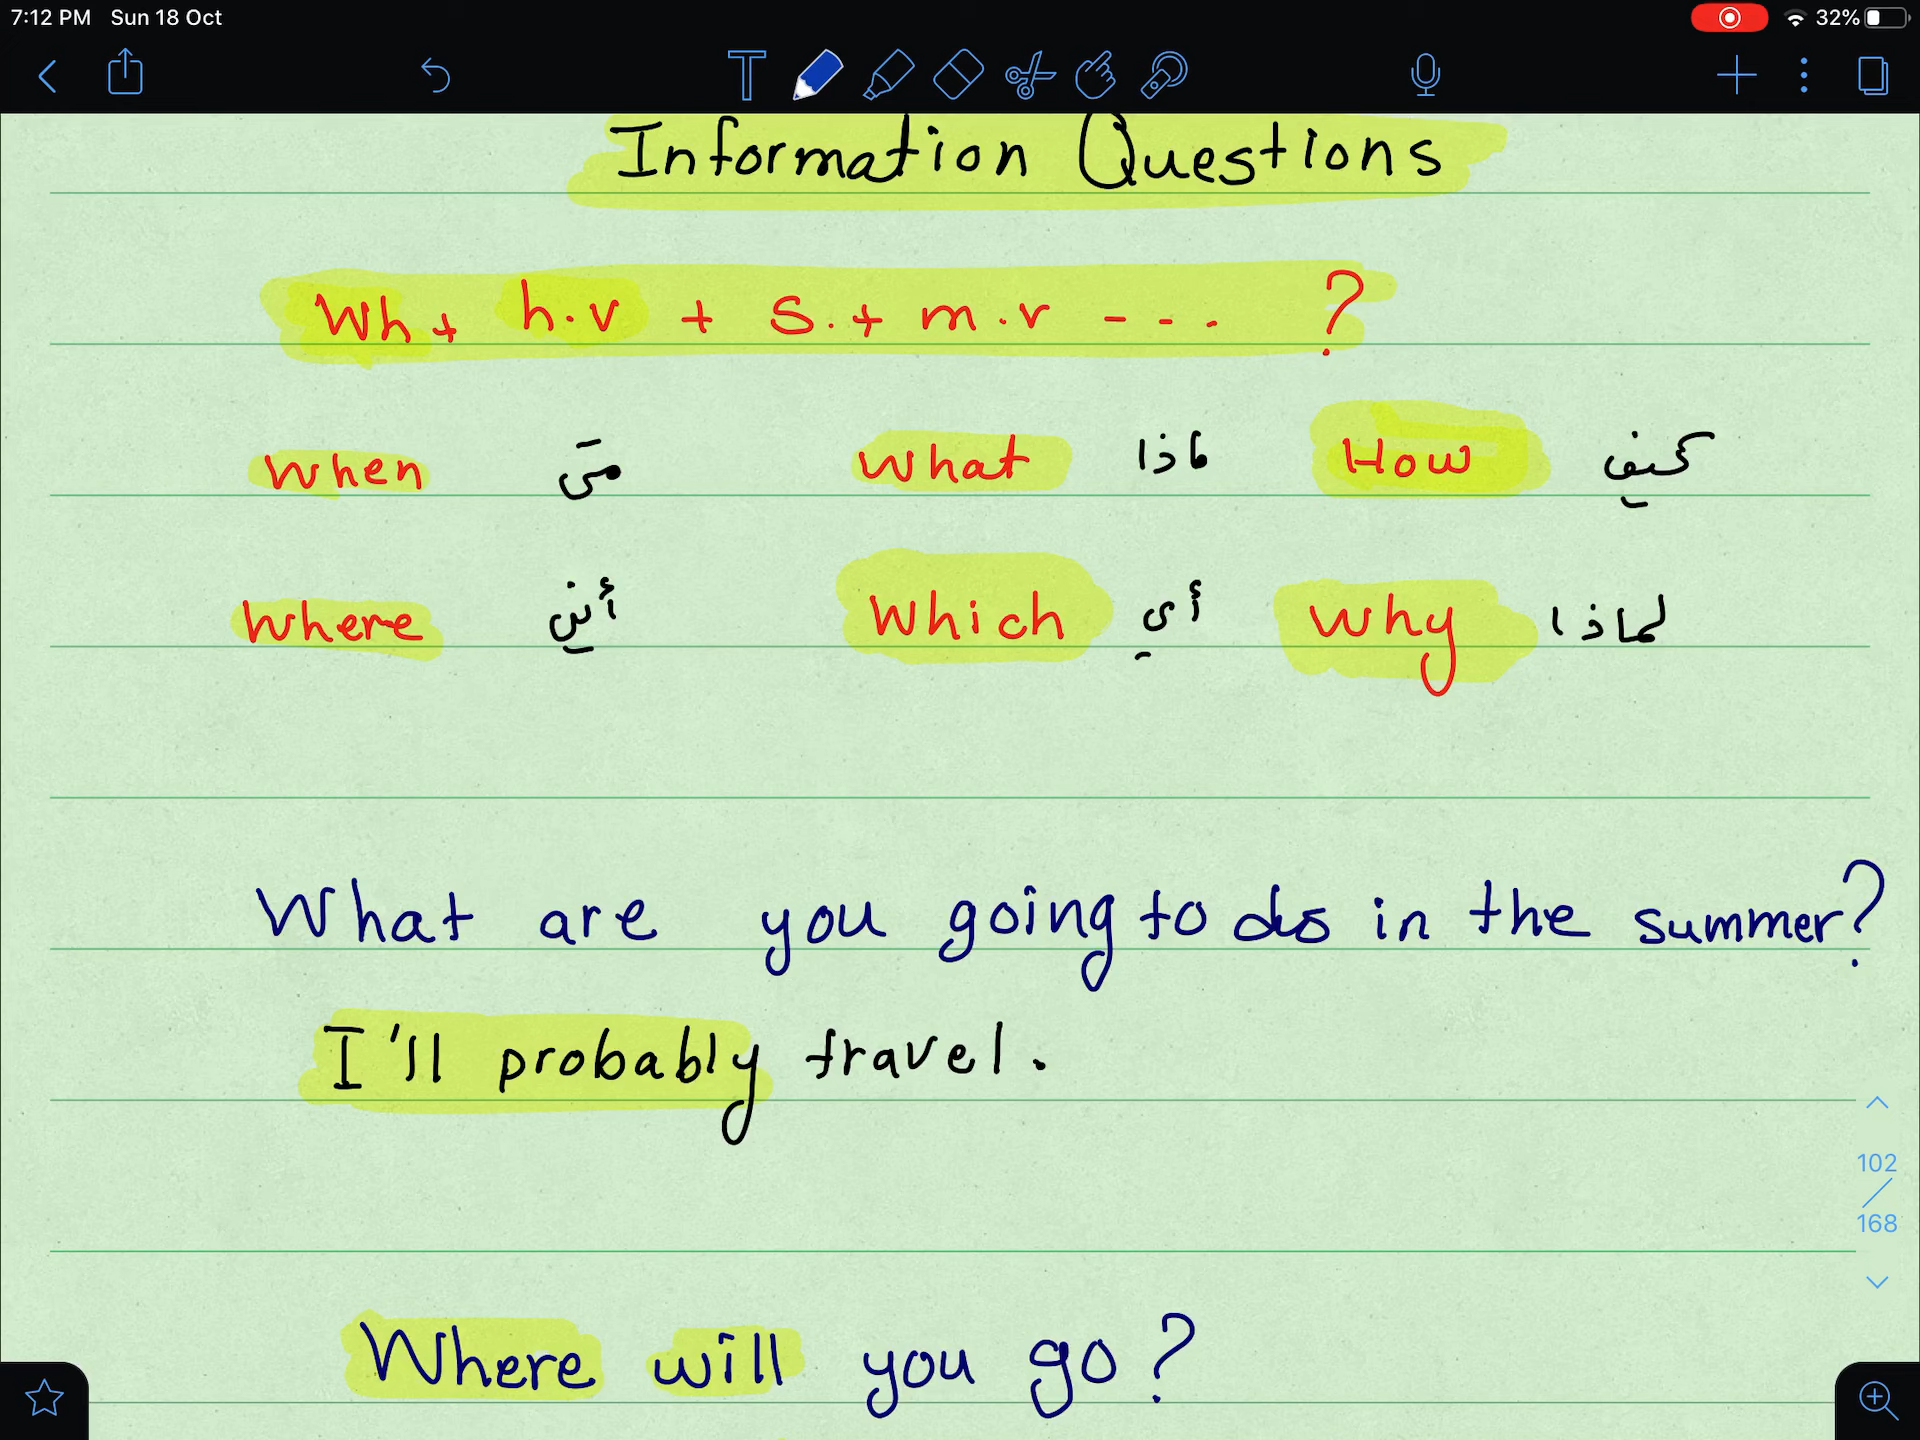 7:12 PM Sun 18 Oct 32%
T
Information Questions
Wh + h.v + s. + m.v - - - . ?
When متى What ماذا How كيف
Where أين Which أي Why لماذا
What are you going to do in the summer?
I'll probably travel.
102
168
Where will you go?